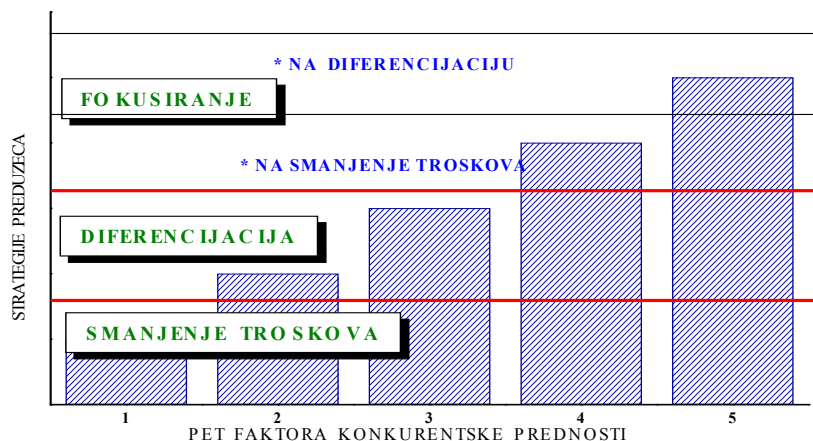 * NA DIFERENCIJACIJU
FOKUSIRANJE
* NA SMANJENJE TROSKOVA
DIFERENCIJACIJA
SMANJENJE TROSKOVA
STRATEGIJE PREDUZECA
1 2 3 4 5
PET FAKTORA KONKURENTSKE PREDNOSTI